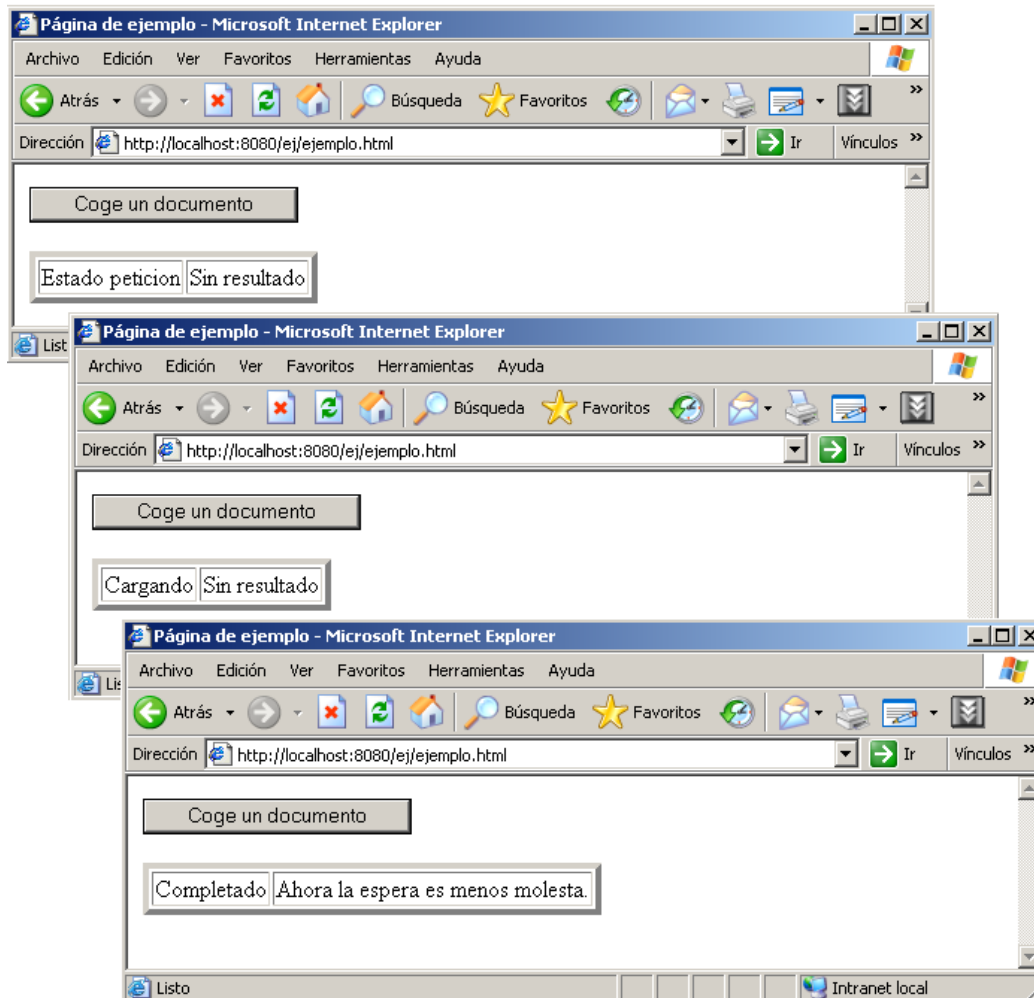 Página de ejemplo - Microsoft Internet Explorer
Archivo Edición Ver Favoritos Herramientas Ayuda
Atrás Búsqueda Favoritos »
Dirección http://localhost:8080/ej/ejemplo.html Ir Vínculos »
Coge un documento
Estado peticion Sin resultado
List
Página de ejemplo - Microsoft Internet Explorer
Archivo Edición Ver Favoritos Herramientas Ayuda
Atrás Búsqueda Favoritos »
Dirección http://localhost:8080/ej/ejemplo.html Ir Vínculos »
Coge un documento
Cargando Sin resultado
Página de ejemplo - Microsoft Internet Explorer
Archivo Edición Ver Favoritos Herramientas Ayuda
Atrás Búsqueda Favoritos »
Dirección http://localhost:8080/ej/ejemplo.html Ir Vínculos »
Coge un documento
Completado Ahora la espera es menos molesta.
Listo Intranet local